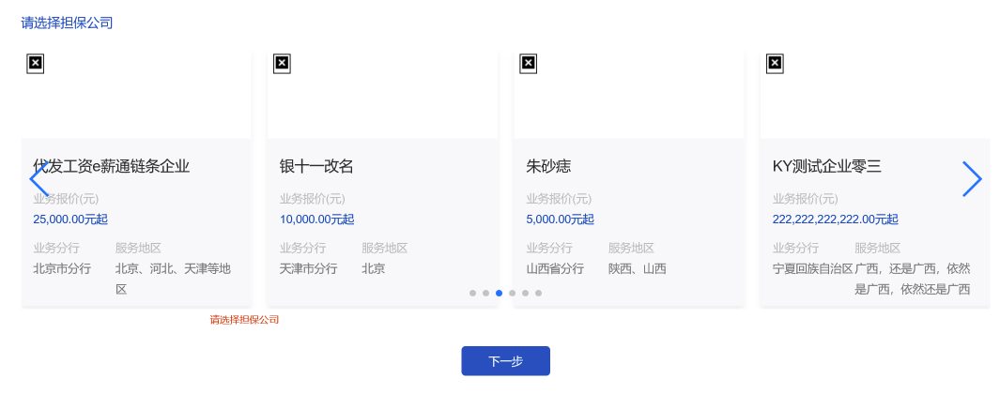 请选择担保公司
代发工资e薪通链条企业
业务报价(元)
25,000.00元起
业务分行 服务地区
北京市分行 北京、河北、天津等地
区
银十一改名
业务报价(元)
10,000.00元起
业务分行 服务地区
天津市分行 北京
朱砂痣
业务报价(元)
5,000.00元起
业务分行 服务地区
山西省分行 陕西、山西
KY测试企业零三
业务报价(元)
222,222,222,222.00元起
业务分行 服务地区
宁夏回族自治区 广西，还是广西，依然
是广西，依然还是广西
请选择担保公司
下一步